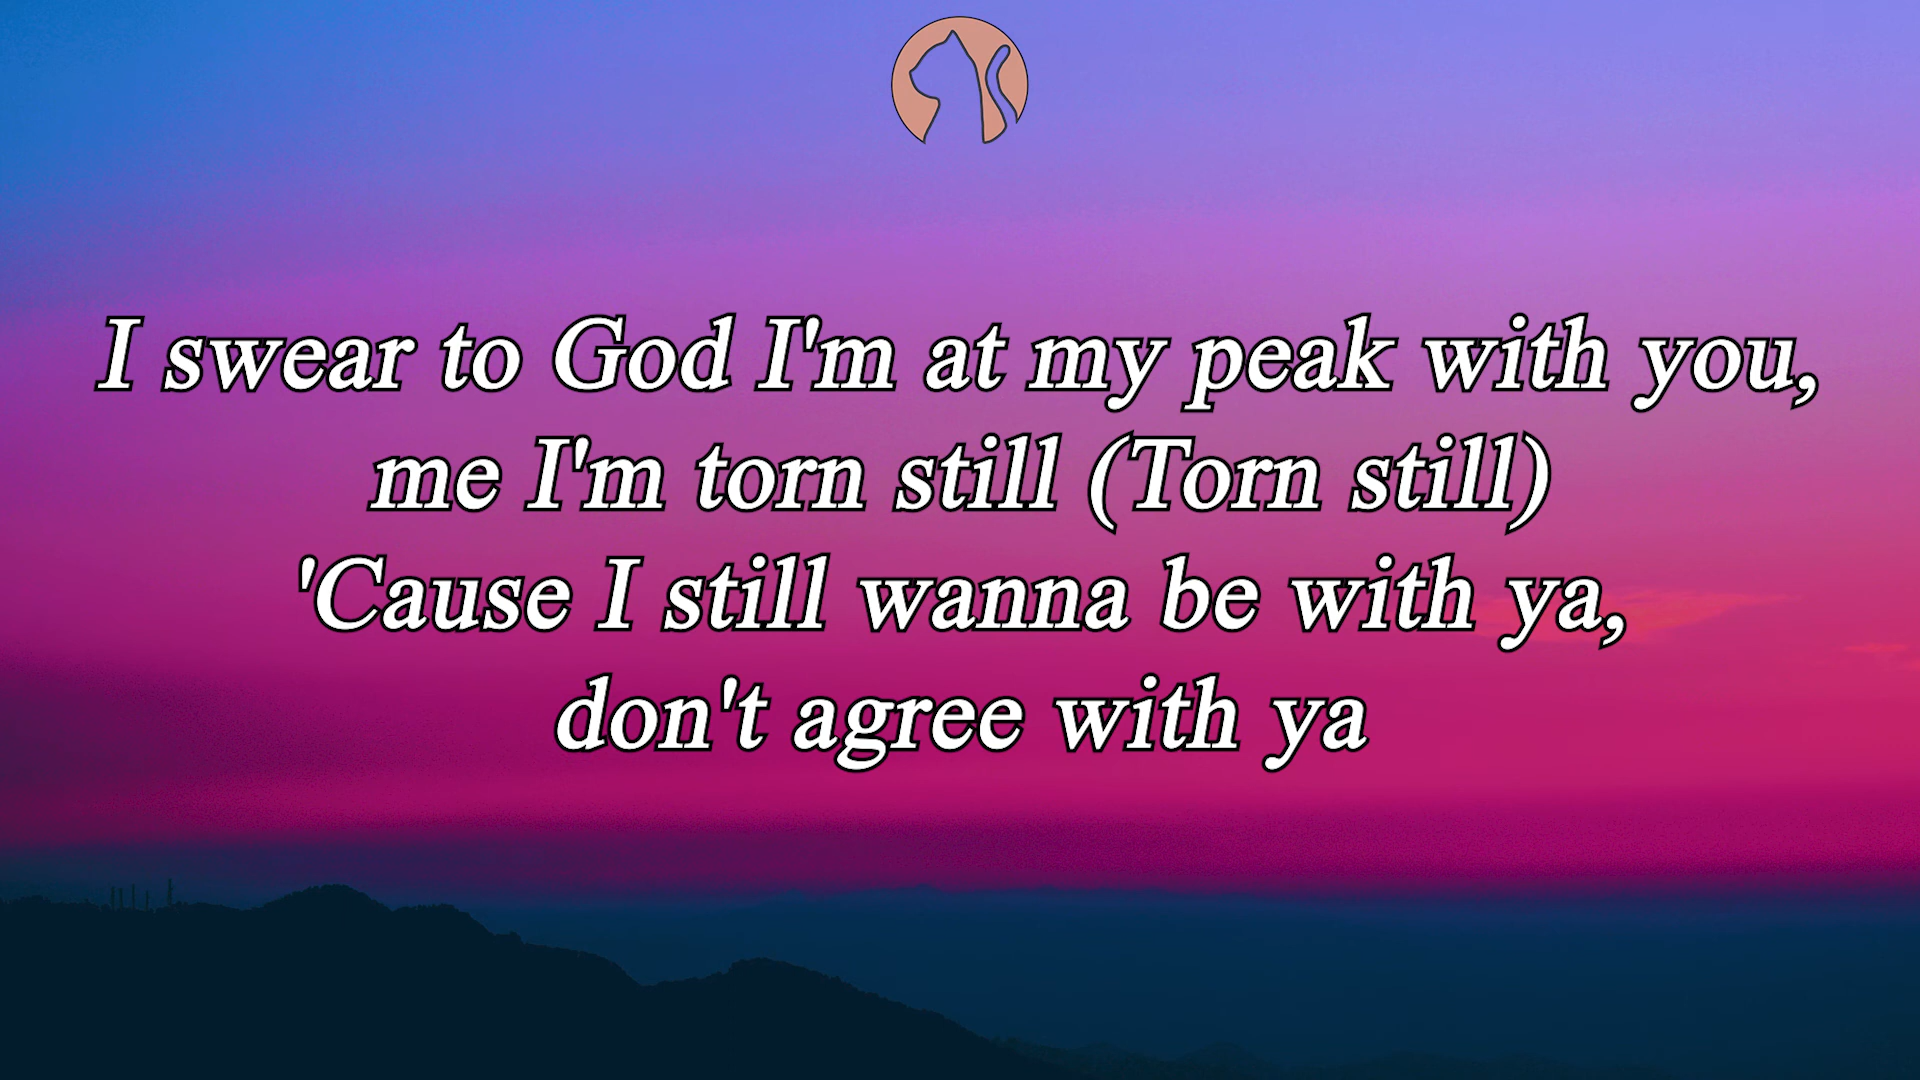 I swear to God I'm at my peak with you,
me I'm torn still (Torn still)
'Cause I still wanna be with ya,
don't agree with ya